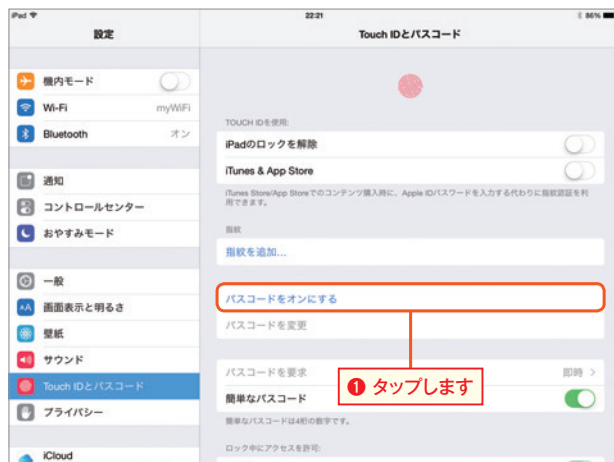 iPad
22:21
86%
設定
Touch IDとパスコード
機内モード
Wi-Fi
myWiFi
Bluetooth
オン
通知
コントロールセンター
おやすみモード
一般
画面表示と明るさ
壁紙
サウンド
Touch IDとパスコード
プライバシー
iCloud
TOUCH IDを使用:
iPadのロックを解除
iTunes & App Store
iTunes Store/App Storeでのコンテンツ購入時に、Apple IDパスワードを入力する代わりに指紋認証を利
用できます。
指紋
指紋を追加...
パスコードをオンにする
パスコードを変更
❶ タップします
パスコードを要求
即時
簡単なパスコード
簡単なパスコードは4桁の数字です。
ロック中にアクセスを許可: